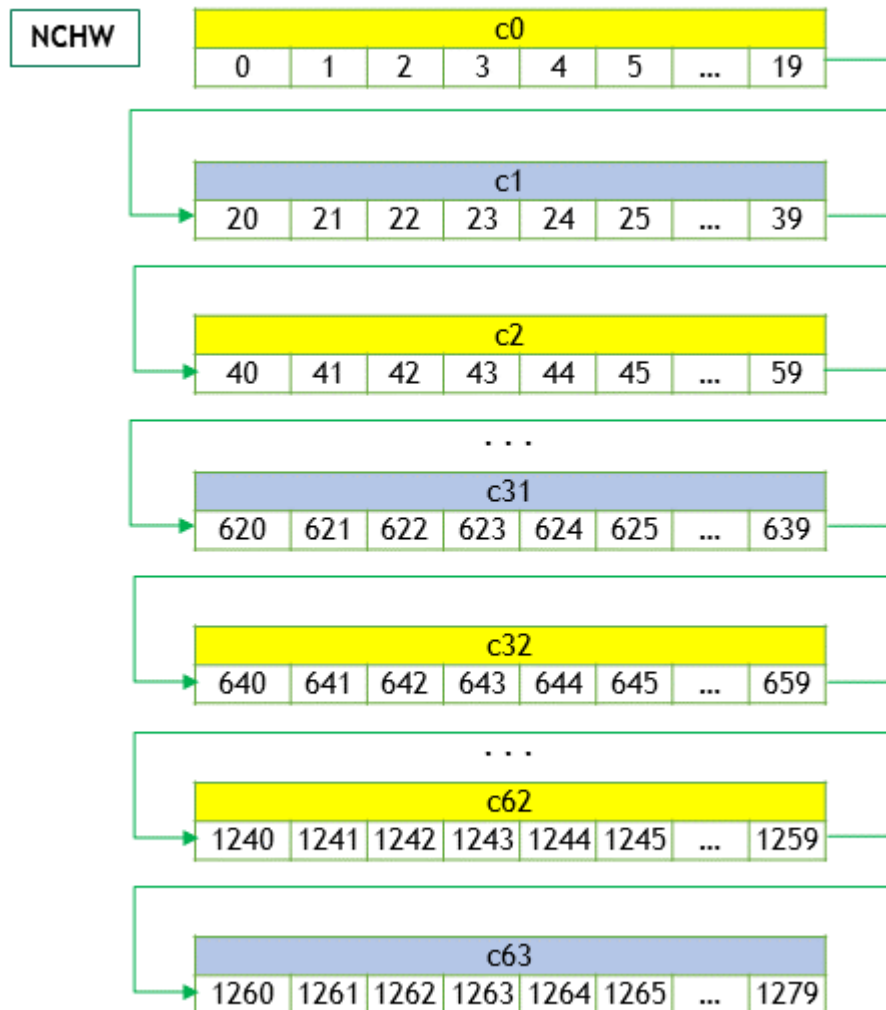 NCHW
c0
0 1 2 3 4 5 ... 19
c1
20 21 22 23 24 25 ... 39
c2
40 41 42 43 44 45 ... 59
. . .
c31
620 621 622 623 624 625 ... 639
c32
640 641 642 643 644 645 ... 659
. . .
c62
1240 1241 1242 1243 1244 1245 ... 1259
c63
1260 1261 1262 1263 1264 1265 ... 1279